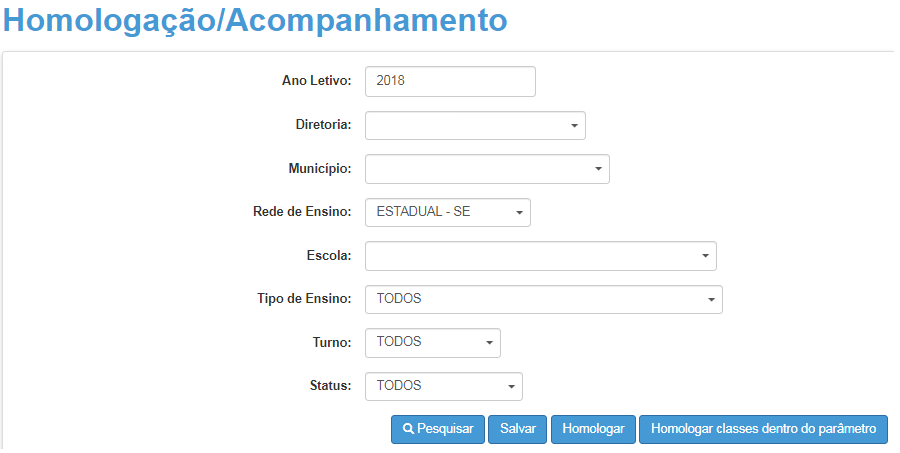 Homologação/Acompanhamento
Ano Letivo: 2018
Diretoria:
Município:
Rede de Ensino: ESTADUAL - SE
Escola:
Tipo de Ensino: TODOS
Turno: TODOS
Status: TODOS
Pesquisar Salvar Homologar Homologar classes dentro do parâmetro